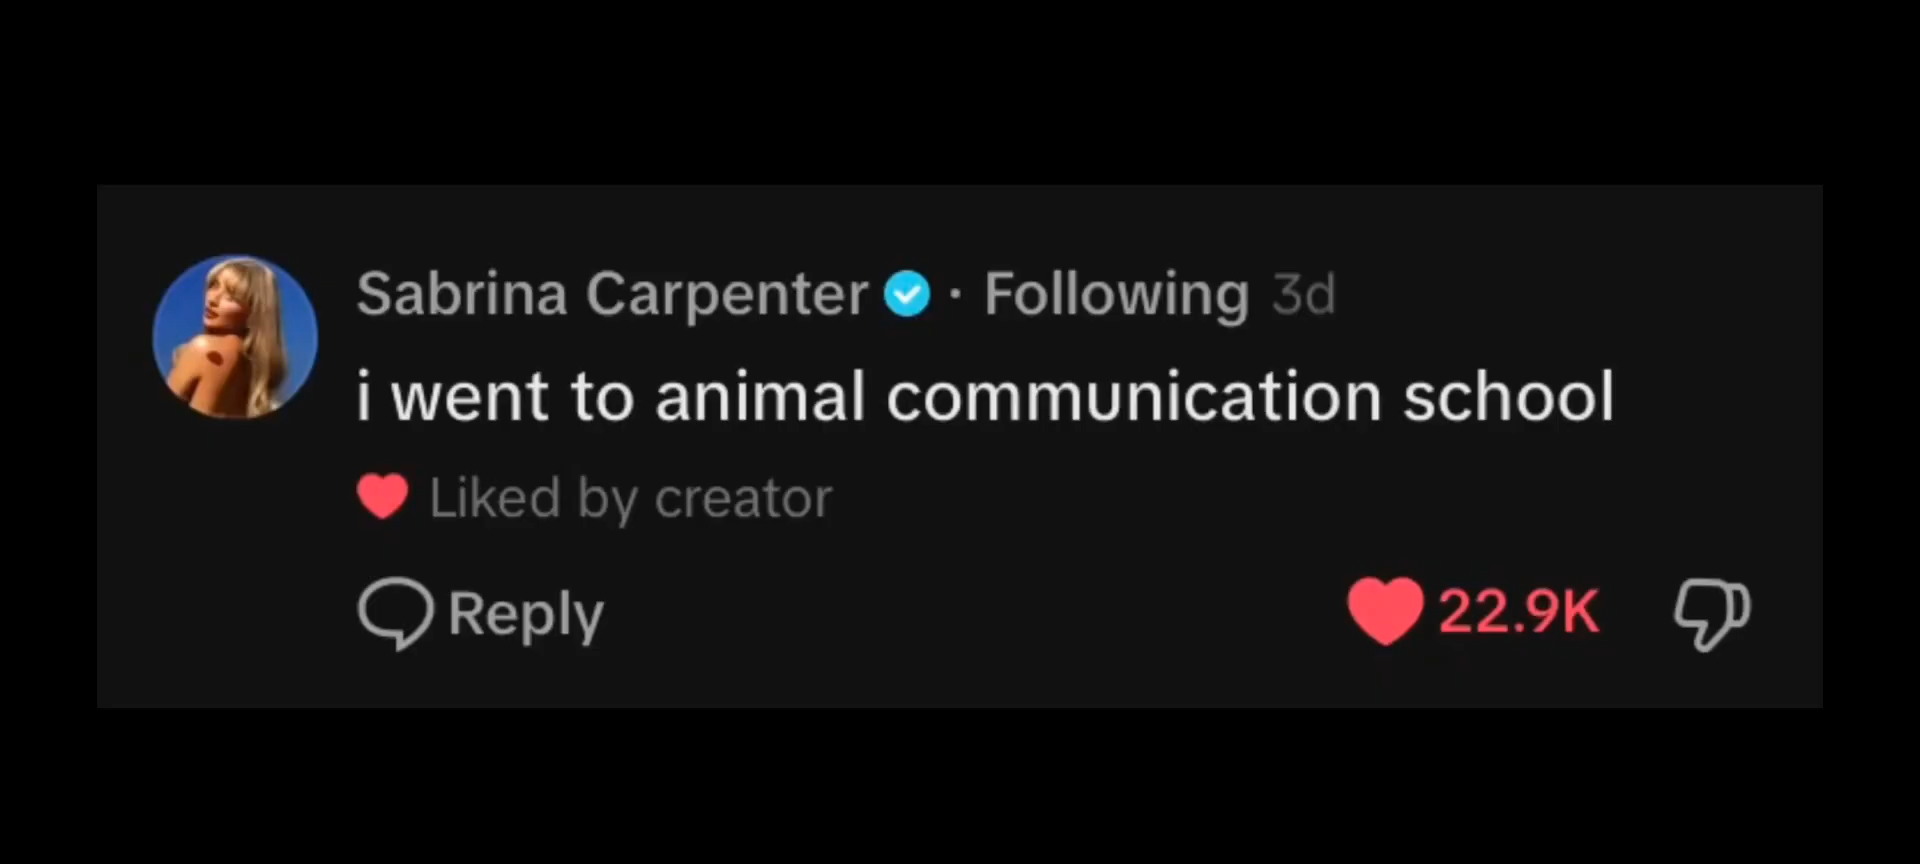 Sabrina Carpenter · Following 3d
i went to animal communication school
Liked by creator
Reply 22.9K